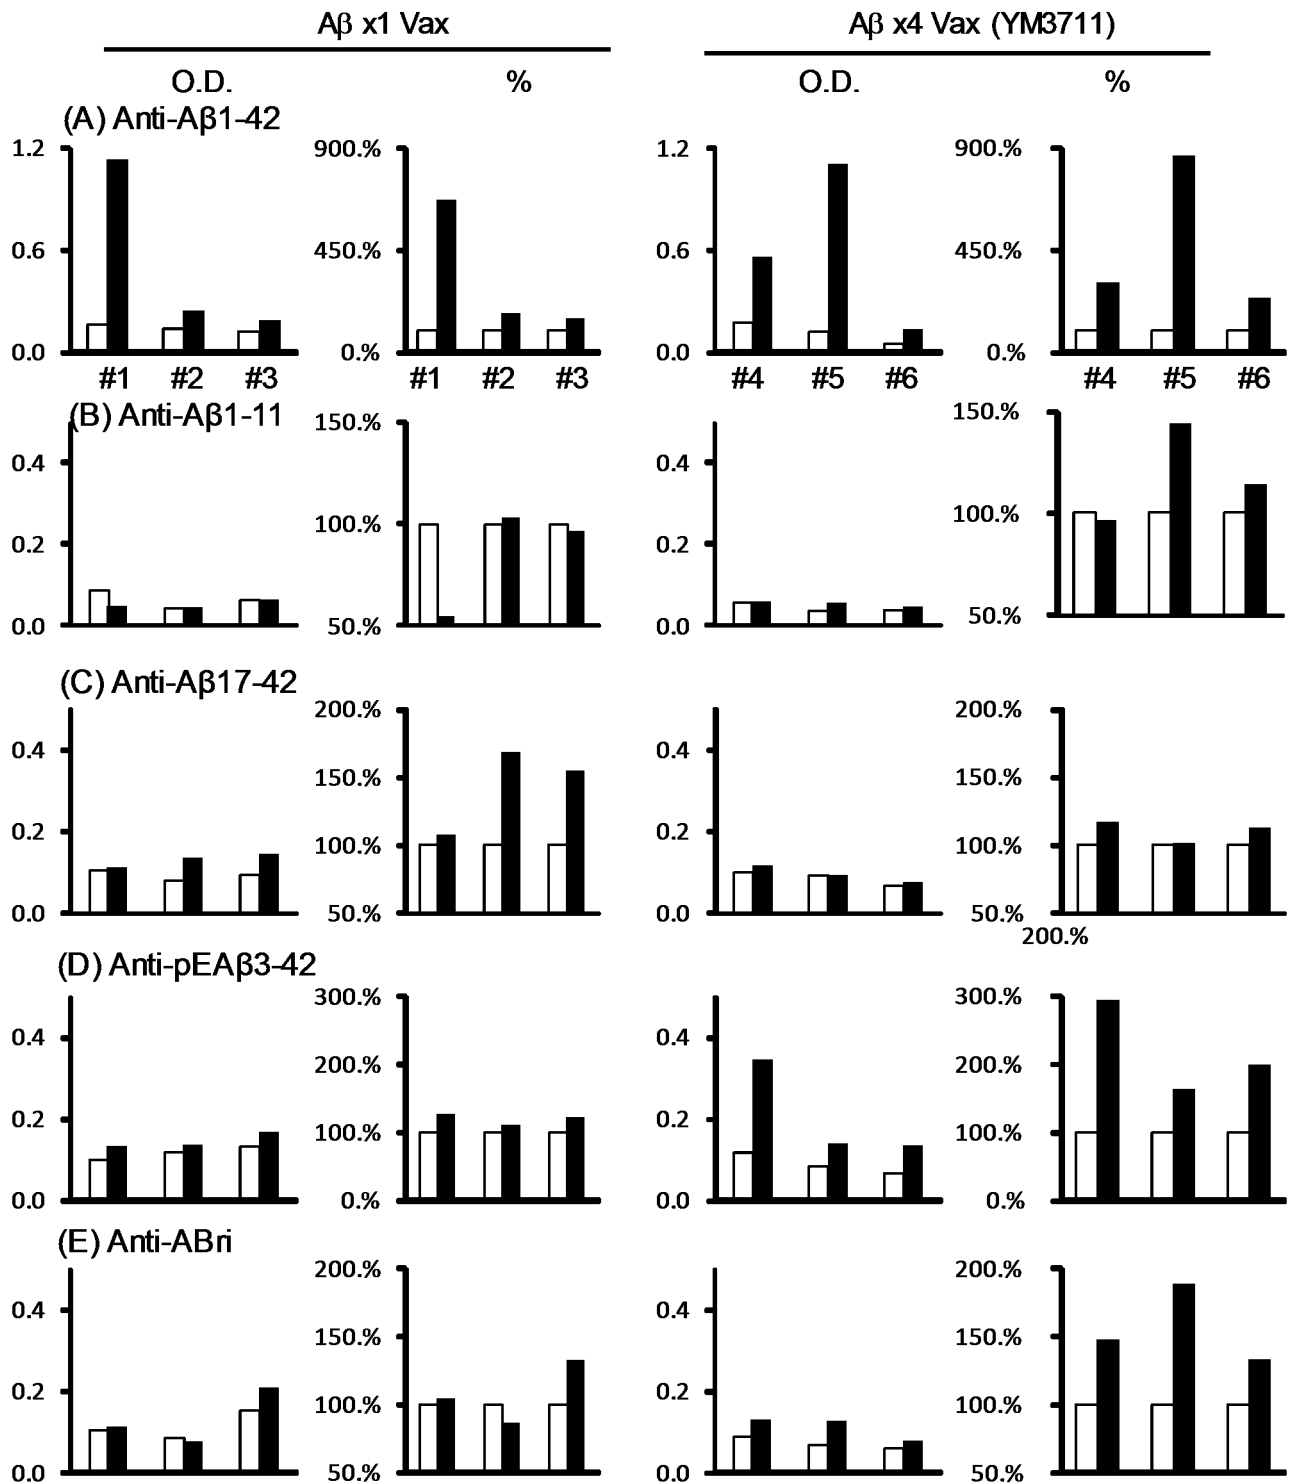 Aβ x1 Vax Aβ x4 Vax (YM3711)
O.D. % O.D. %
(A) Anti-Aβ1-42
1.2 900.% 1.2 900.%
0.6 450.% 0.6 450.%
0.0 0.% 0.0 0.%
#1 #2 #3 #1 #2 #3 #4 #5 #6 #4 #5 #6
(B) Anti-Aβ1-11
150.% 150.%
0.4 0.4
100.% 100.%
0.2 0.2
0.0 50.% 0.0 50.%
(C) Anti-Aβ17-42
200.% 200.%
0.4 150.% 0.4 150.%
0.2 100.% 0.2 100.%
0.0 50.% 0.0 50.%
200.%
(D) Anti-pEAβ3-42
300.% 300.%
0.4 200.% 0.4 200.%
0.2 100.% 0.2 100.%
0.0 0.% 0.0 0.%
(E) Anti-ABri
200.% 200.%
0.4 150.% 0.4 150.%
0.2 100.% 0.2 100.%
0.0 50.% 0.0 50.%